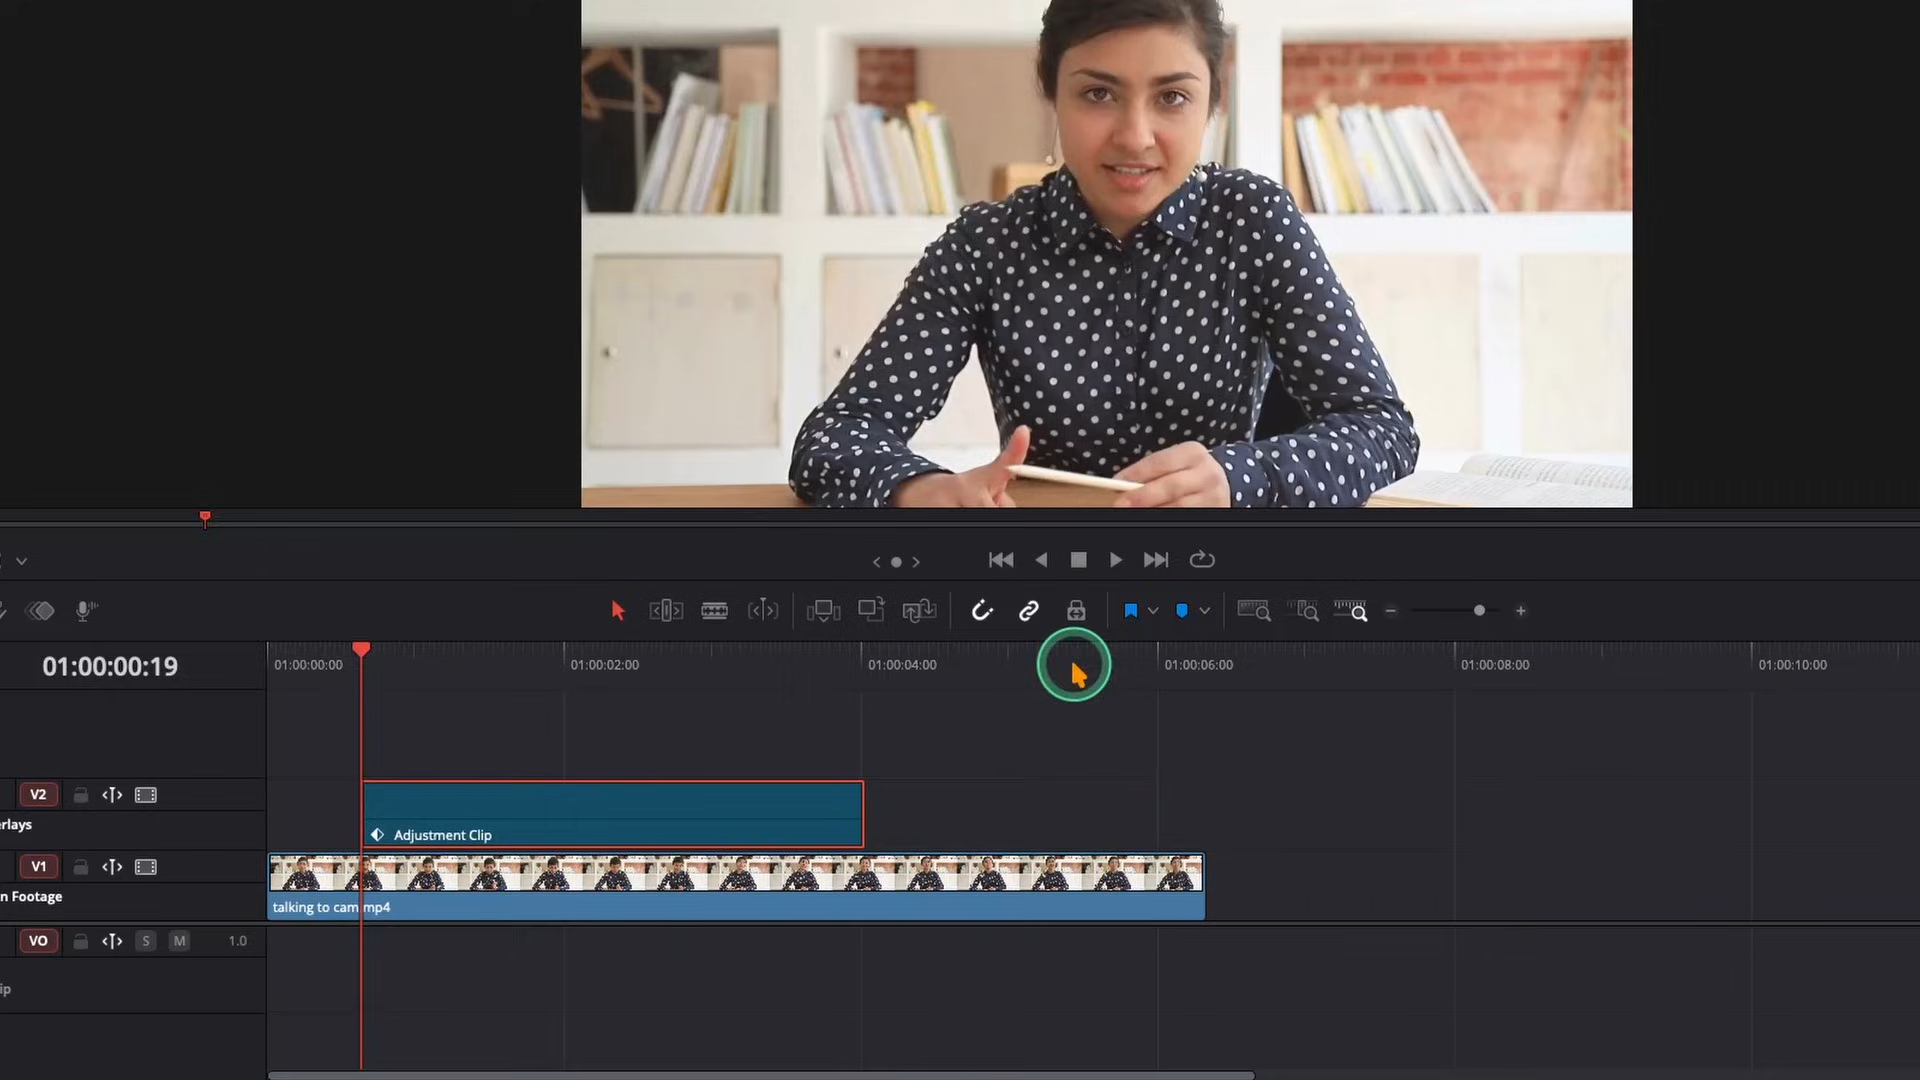 01:00:00:19
01:00:00:00
01:00:02:00
01:00:04:00
01:00:06:00
01:00:08:00
01:00:10:00
V2
erlays
Adjustment Clip
V1
n Footage
talking to cam mp4
VO
S
M
1.0
ip